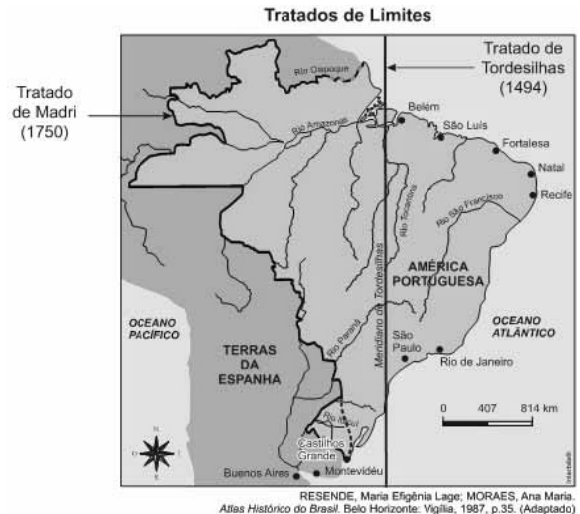 Tratados de Limites
Tratado
de Madri
(1750)
Tratado de
Tordesilhas
(1494)
Rio Oiapoque
Rio Amazonas
Belém
São Luís
Fortalesa
Natal
Recife
Rio Tocantins
Rio São Francisco
Meridiano de Tordesilhas
AMÉRICA
PORTUGUESA
OCEANO
PACÍFICO
OCEANO
ATLÂNTICO
TERRAS
DA
ESPANHA
Rio Paraná
São
Paulo
Rio de Janeiro
0 407 814 km
Castilhos
Grande
Buenos Aires
Montevidéu
N
S
RESENDE, Maria Efigênia Lage; MORAES, Ana Maria.
Atlas Histórico do Brasil. Belo Horizonte: Vigília, 1987, p.35. (Adaptado)